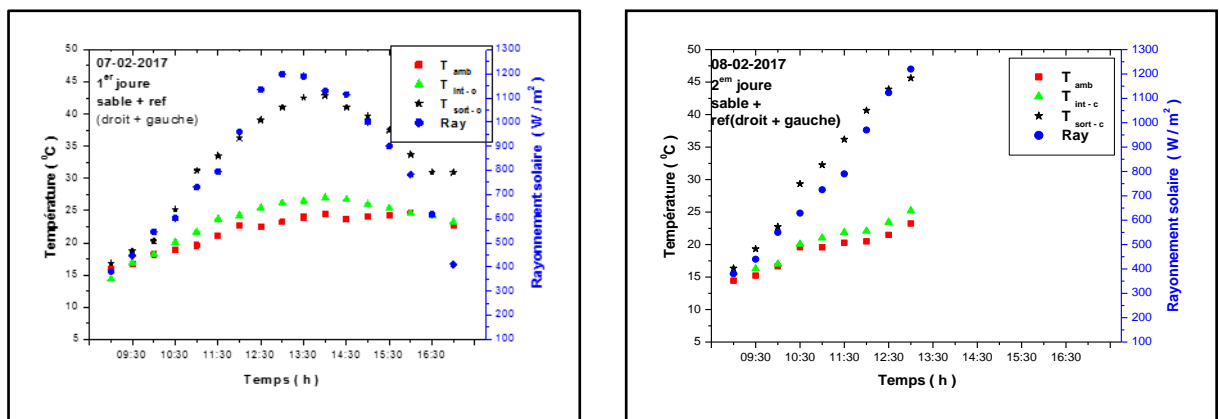 07-02-2017
1er joure
sable + ref
(droit + gauche)
T amb
T int - o
T sort - o
Ray
Température ( 0C)
50
45
40
35
30
25
20
15
10
5
1300
1200
1100
1000
900
800
700
600
500
400
300
200
100
Rayonnement solaire ( W / m2)
09:30 10:30 11:30 12:30 13:30 14:30 15:30 16:30
Temps ( h )
08-02-2017
2em joure
sable +
ref(droit + gauche)
Tamb
Tint - c
Tsort - c
Ray
Température ( 0C)
50
45
40
35
30
25
20
15
10
5
1300
1200
1100
1000
900
800
700
600
500
400
300
200
100
Rayonnement solaire ( W / m2)
09:30 10:30 11:30 12:30 13:30 14:30 15:30 16:30
Temps ( h )